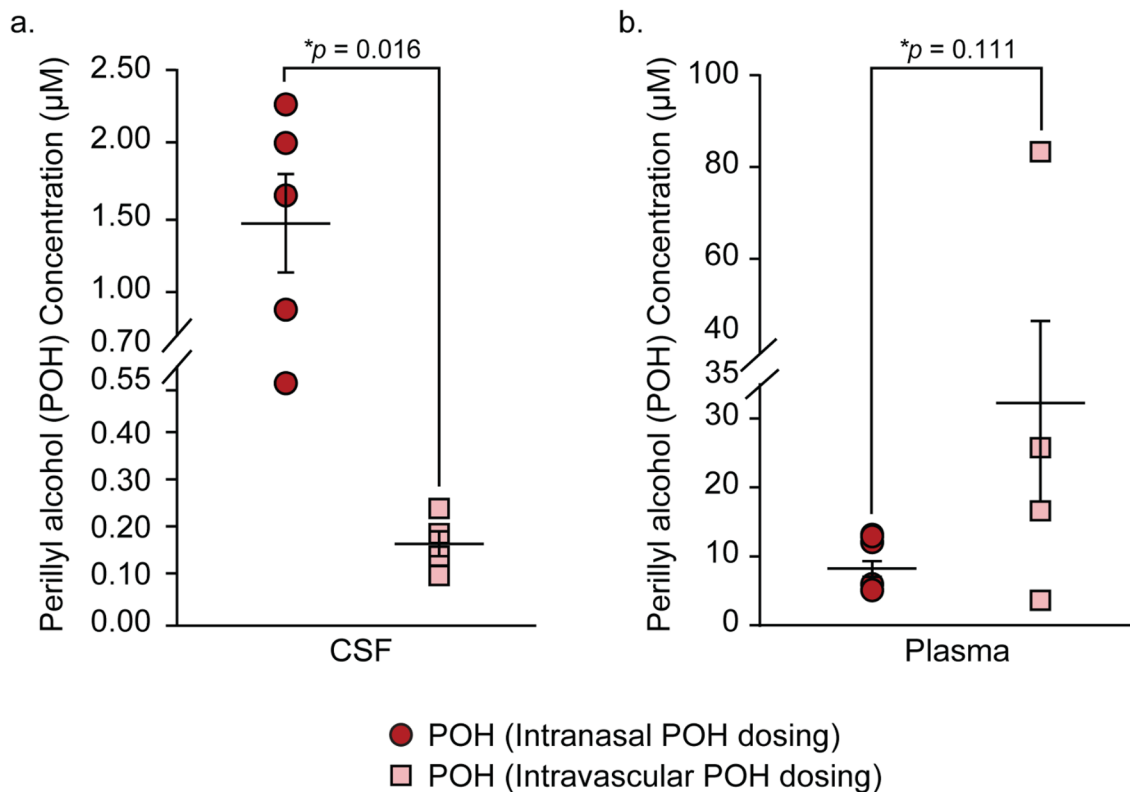 a.
*p = 0.016
Perillyl alcohol (POH) Concentration (µM)
2.50
2.00
1.50
1.00
0.70
0.55
0.40
0.30
0.20
0.10
0.00
CSF
b.
*p = 0.111
Perillyl alcohol (POH) Concentration (µM)
100
80
60
40
35
30
20
10
0
Plasma
POH (Intranasal POH dosing)
POH (Intravascular POH dosing)